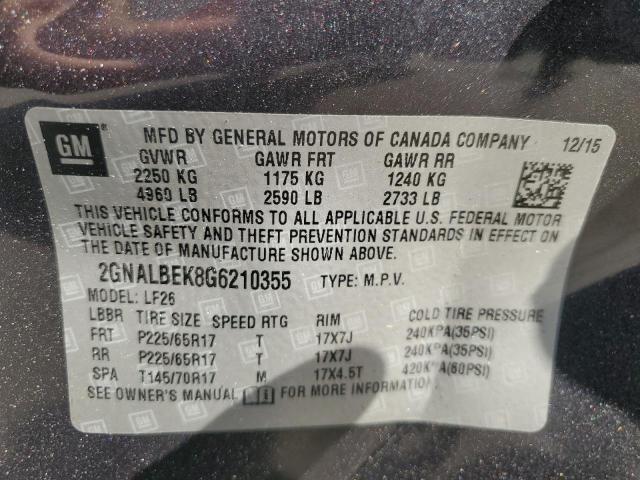 GM MFD BY GENERAL MOTORS OF CANADA COMPANY 12/15
GVWR GAWR FRT GAWR RR
2250 KG 1175 KG 1240 KG
4960 LB 2590 LB 2733 LB
THIS VEHICLE CONFORMS TO ALL APPLICABLE U.S. FEDERAL MOTOR
VEHICLE SAFETY AND THEFT PREVENTION STANDARDS IN EFFECT ON
THE DATE OF MANUFACTURE SHOWN ABOVE.
2GNALBEK8G6210355 TYPE: M.P.V.
MODEL: LF26
LBBR TIRE SIZE SPEED RTG RIM COLD TIRE PRESSURE
FRT P225/65R17 T 17X7J 240KPA(35PSI)
RR P225/65R17 T 17X7J 240KPA(35PSI)
SPA T145/70R17 M 17X4.5T 420KPA(60PSI)
SEE OWNER'S MANUAL FOR MORE INFORMATION